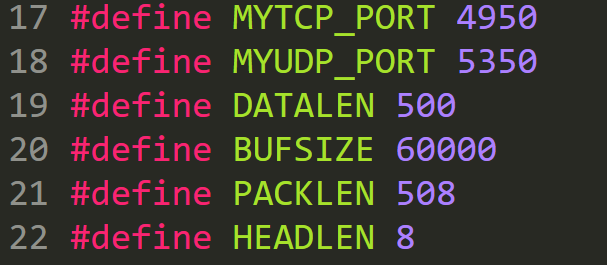 17 #define MYTCP_PORT 4950
18 #define MYUDP_PORT 5350
19 #define DATALEN 500
20 #define BUFSIZE 60000
21 #define PACKLEN 508
22 #define HEADLEN 8